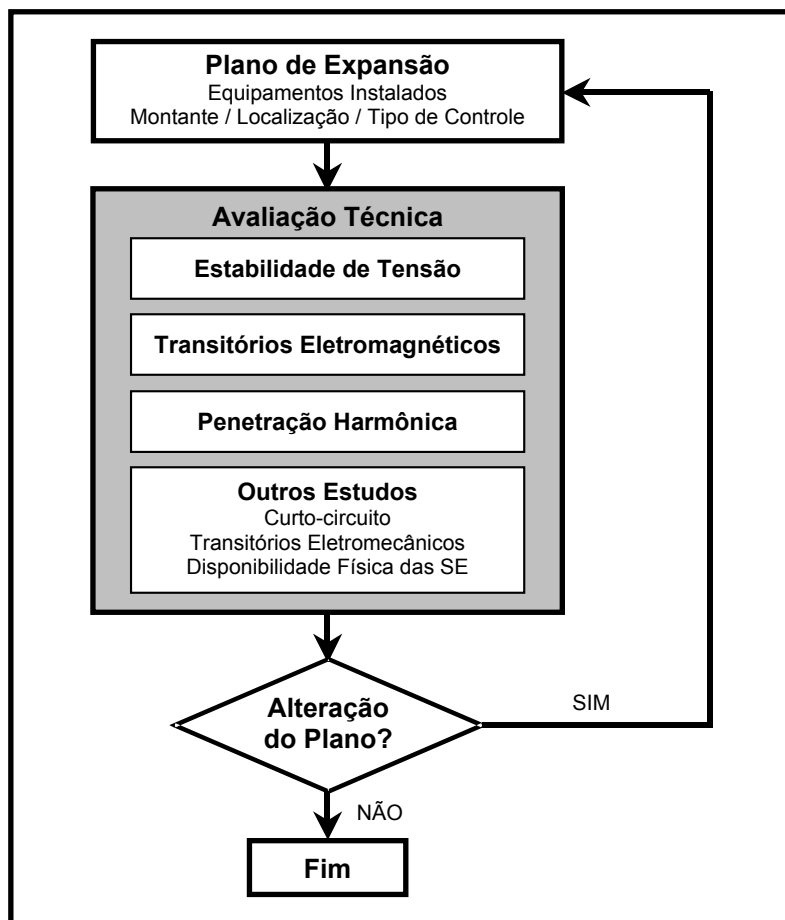 Plano de Expansão
Equipamentos Instalados
Montante / Localização / Tipo de Controle
Avaliação Técnica
Estabilidade de Tensão
Transitórios Eletromagnéticos
Penetração Harmônica
Outros Estudos
Curto-circuito
Transitórios Eletromecânicos
Disponibilidade Física das SE
Alteração
do Plano?
SIM
NÃO
Fim